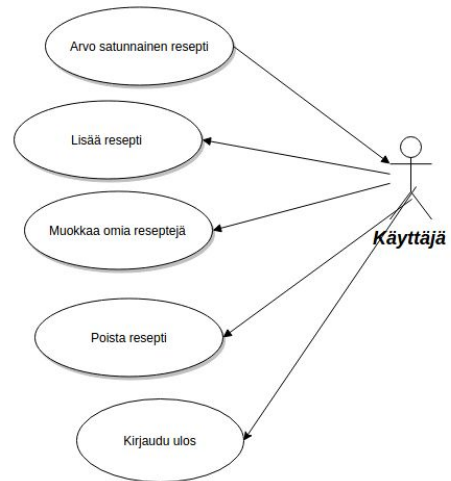 Arvo satunnainen resepti
Lisää resepti
Muokkaa omia reseptejä
Käyttäjä
Poista resepti
Kirjaudu ulos